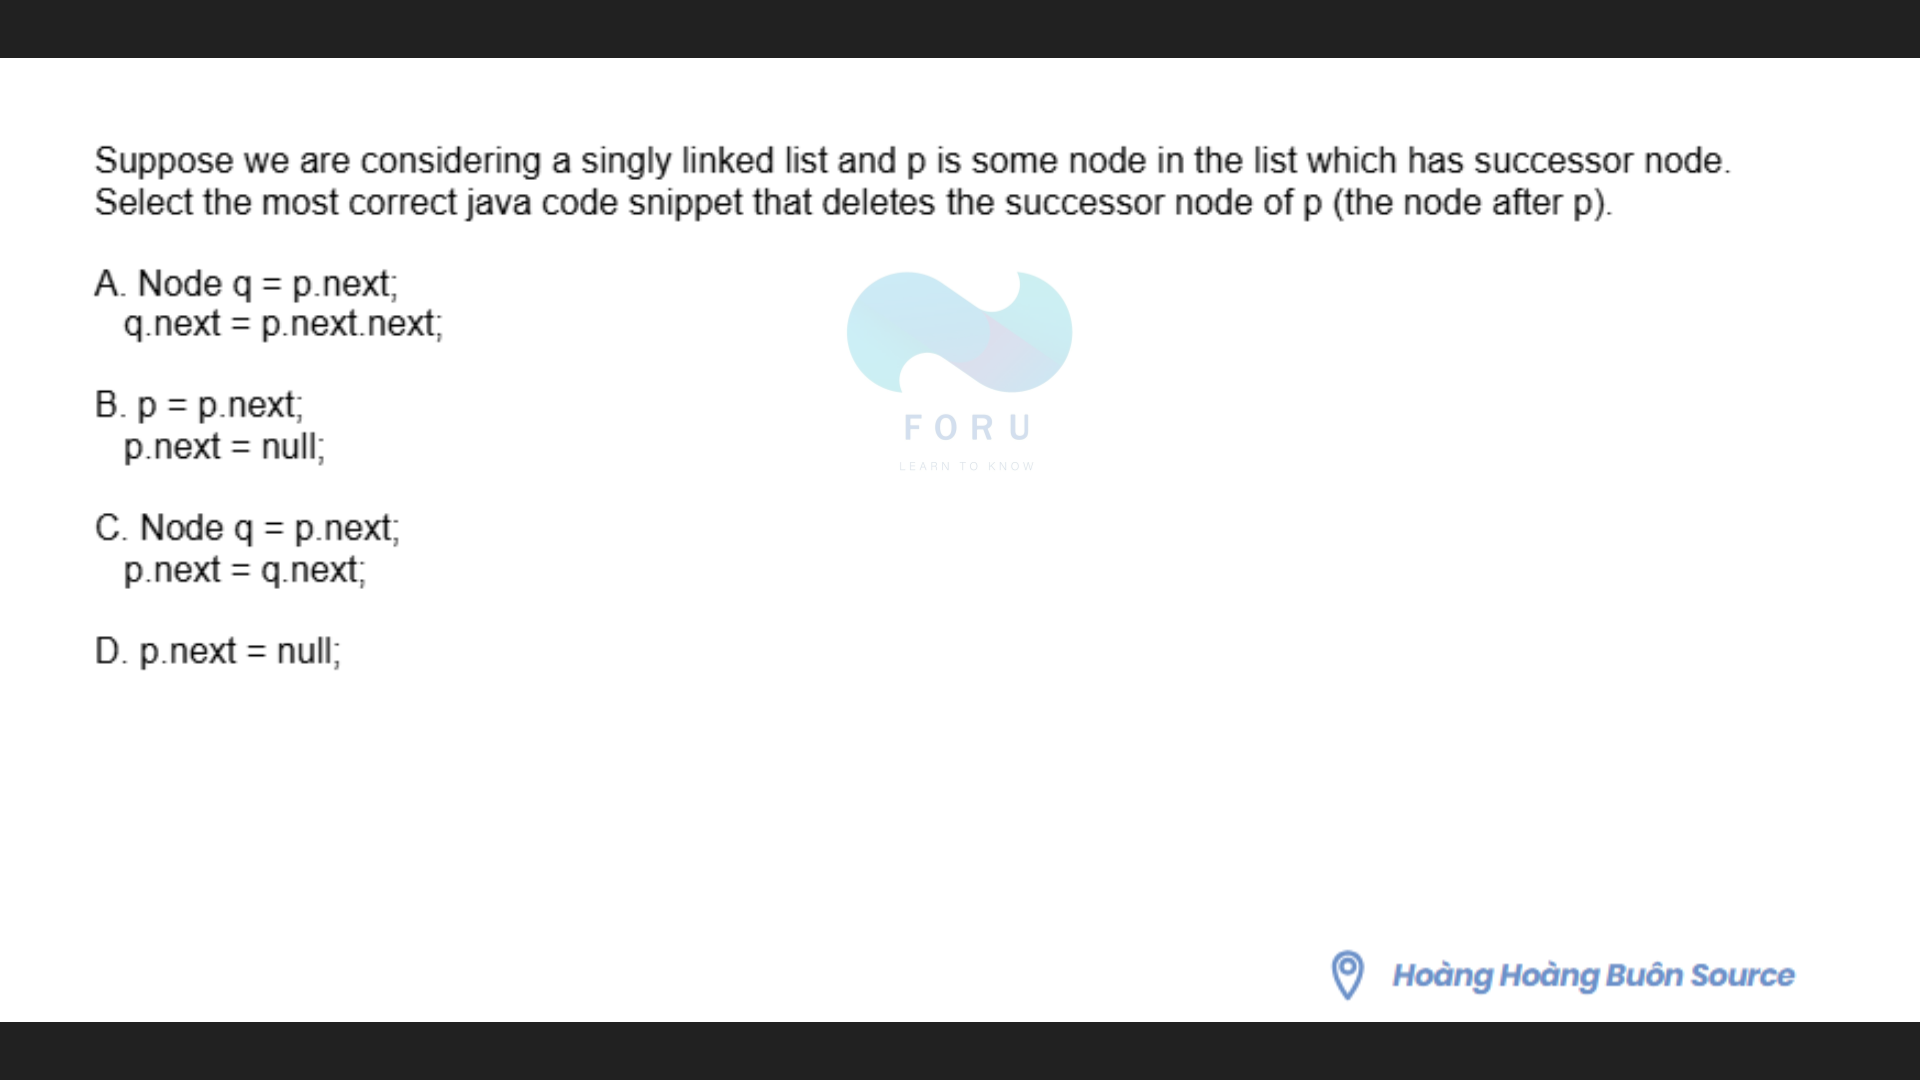 Suppose we are considering a singly linked list and p is some node in the list which has successor node.
Select the most correct java code snippet that deletes the successor node of p (the node after p).
A. Node q = p.next;
q.next = p.next.next;
B. p = p.next;
p.next = null;
C. Node q = p.next;
p.next = q.next;
D. p.next = null;
FORU
LEARN TO KNOW
Hoàng Hoàng Buôn Source